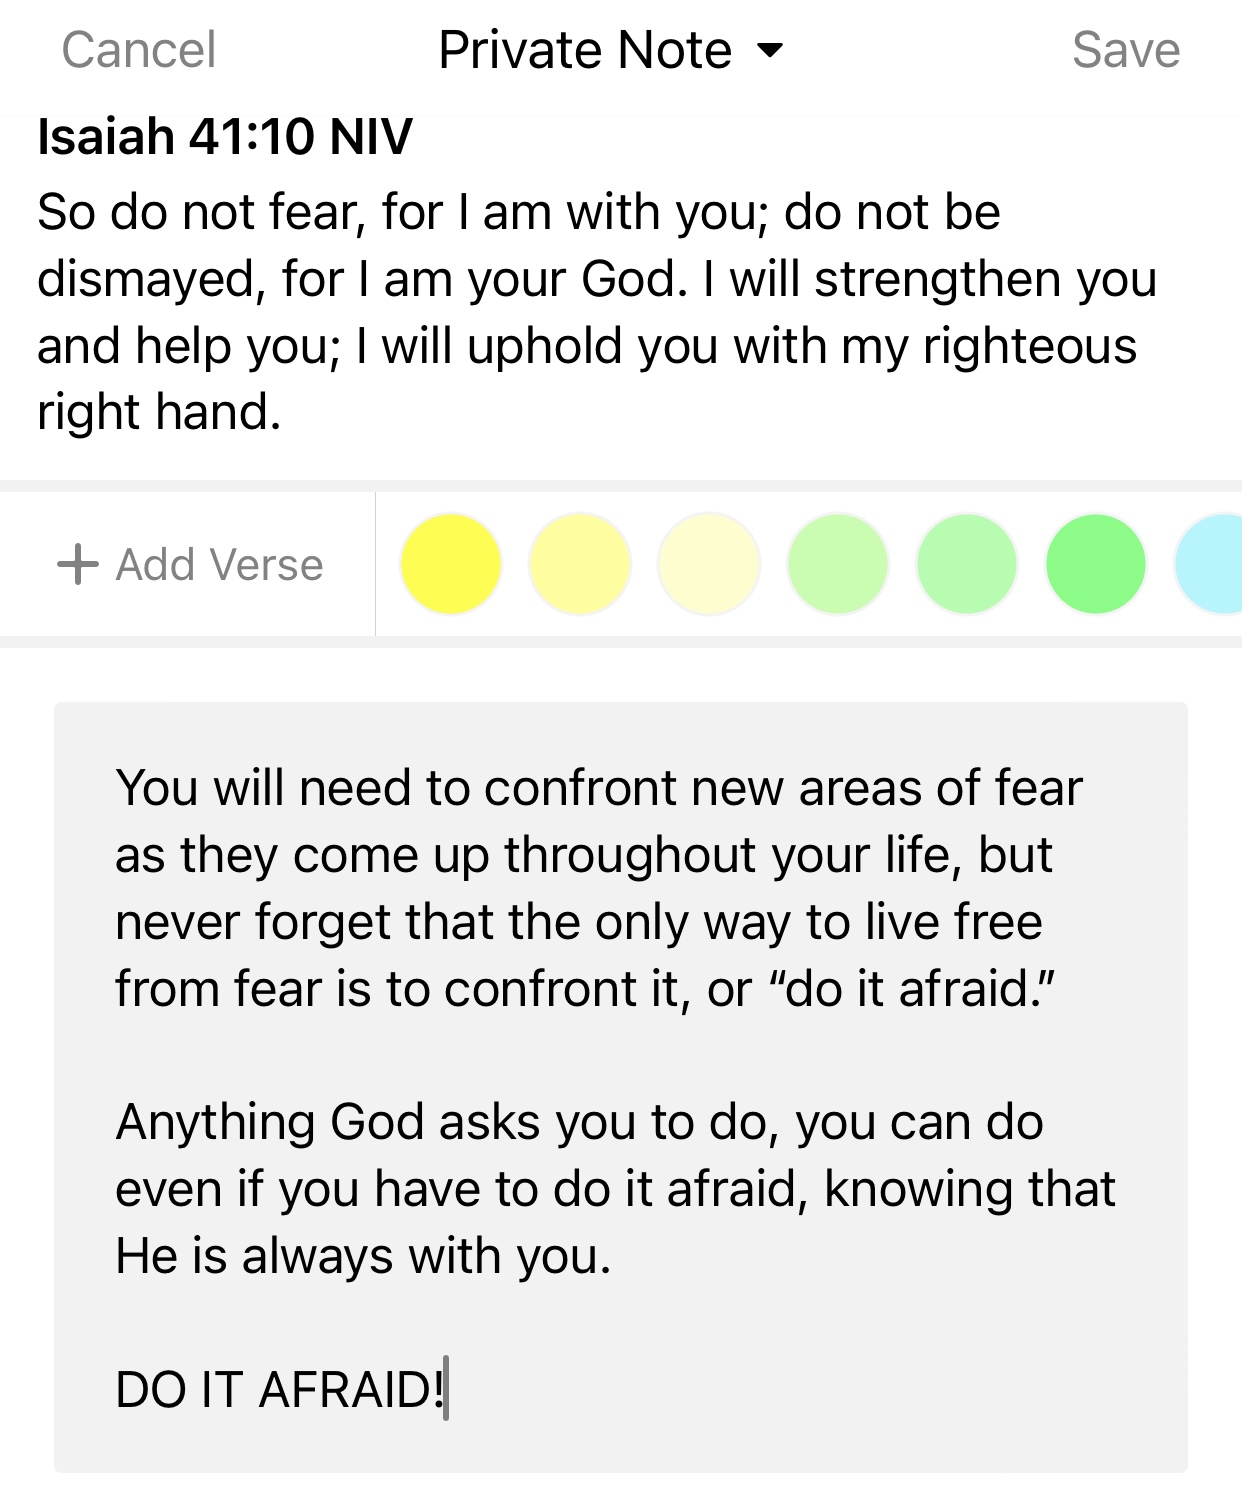 Cancel Private Note Save
Isaiah 41:10 NIV
So do not fear, for I am with you; do not be
dismayed, for I am your God. I will strengthen you
and help you; I will uphold you with my righteous
right hand.
+ Add Verse
You will need to confront new areas of fear
as they come up throughout your life, but
never forget that the only way to live free
from fear is to confront it, or “do it afraid.”
Anything God asks you to do, you can do
even if you have to do it afraid, knowing that
He is always with you.
DO IT AFRAID!